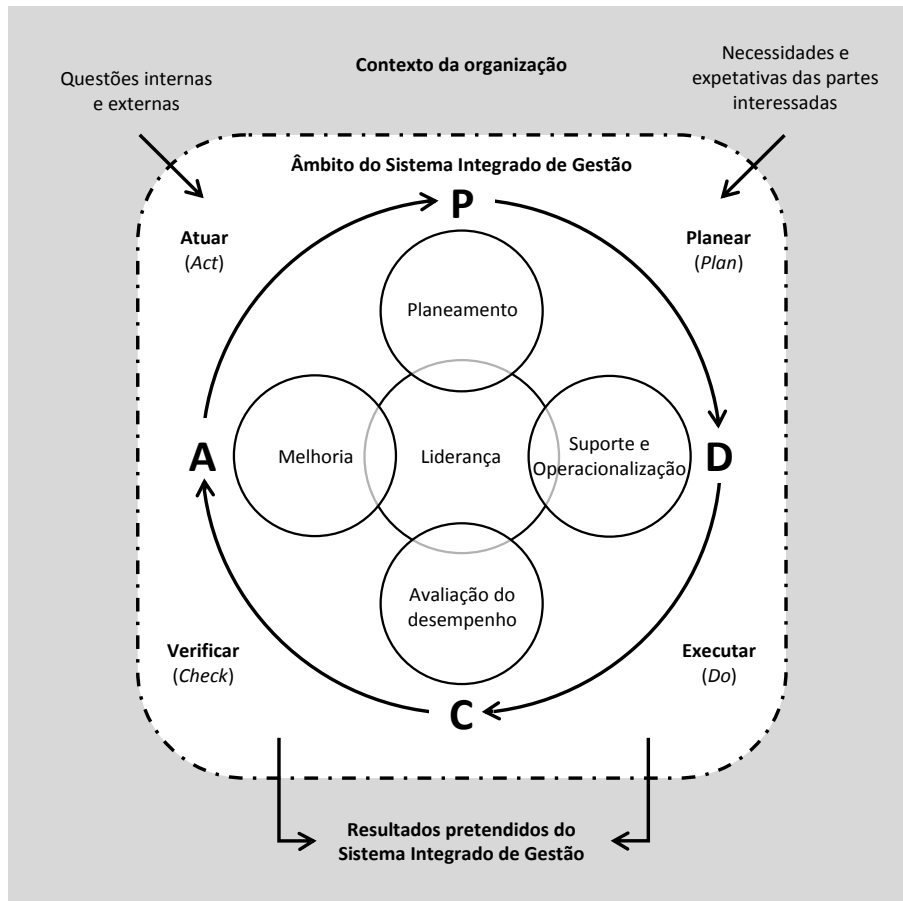 Contexto da organização
Questões internas
e externas
Necessidades e
expetativas das partes
interessadas
Âmbito do Sistema Integrado de Gestão
P
Atuar
(Act)
Planear
(Plan)
Planeamento
A
Melhoria
Liderança
Suporte e
Operacionalização
D
Avaliação do
desempenho
Verificar
(Check)
Executar
(Do)
C
Resultados pretendidos do
Sistema Integrado de Gestão